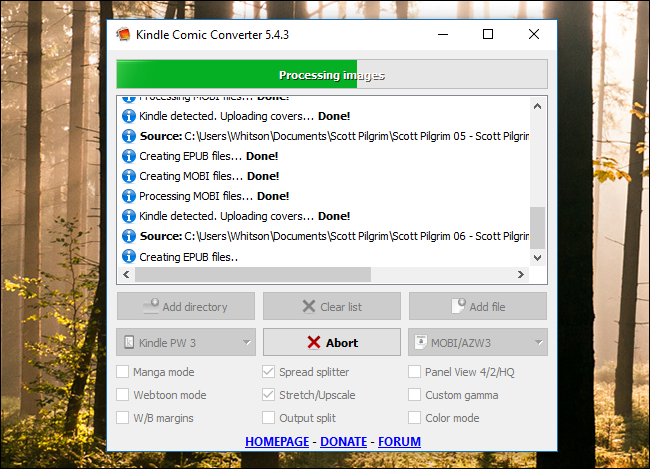 Kindle Comic Converter 5.4.3
Processing images
Processing MOBI files... Done!
Kindle detected. Uploading covers... Done!
Source: C:\Users\Whitson\Documents\Scott Pilgrim\Scott Pilgrim 05 - Scott Pilgrim
Creating EPUB files... Done!
Creating MOBI files... Done!
Processing MOBI files... Done!
Kindle detected. Uploading covers... Done!
Source: C:\Users\Whitson\Documents\Scott Pilgrim\Scott Pilgrim 06 - Scott Pilgrim
Creating EPUB files..
Add directory Clear list Add file
Kindle PW 3 Abort MOBI/AZW3
Manga mode Spread splitter Panel View 4/2/HQ
Webtoon mode Stretch/Upscale Custom gamma
W/B margins Output split Color mode
HOMEPAGE - DONATE - FORUM